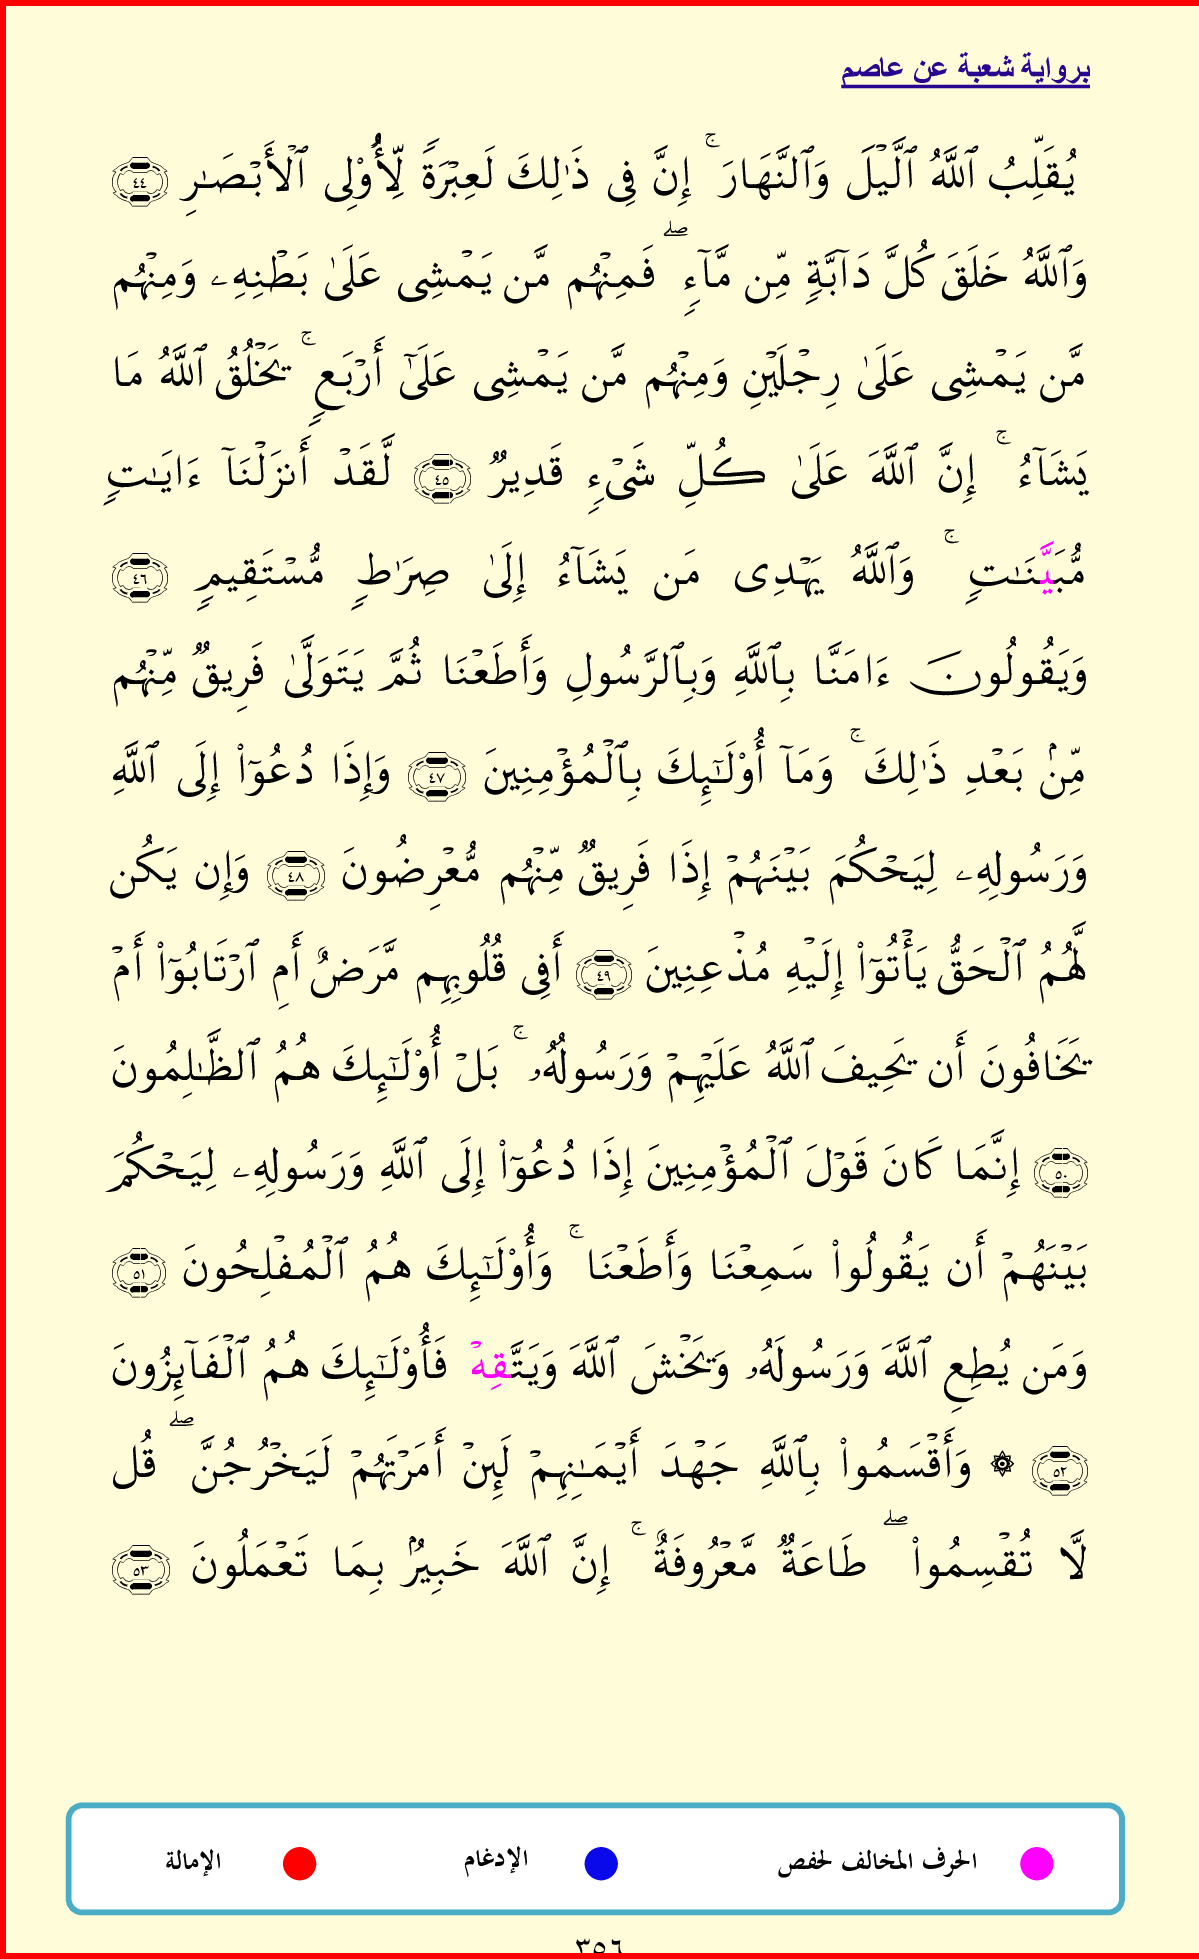 برواية شعبة عن عاصم
يُقَلِّبُ ٱللَّهُ ٱلَّيۡلَ وَٱلنَّهَارَۚ إِنَّ فِى ذَٰلِكَ لَعِبۡرَةً لِّأُوْلِى ٱلۡأَبۡصَـٰرِ ٤٤
وَٱللَّهُ خَلَقَ كُلَّ دَآبَّةٍ مِّن مَّآءٍۖ فَمِنۡهُم مَّن يَمۡشِى عَلَىٰ بَطۡنِهِۦ وَمِنۡهُم
مَّن يَمۡشِى عَلَىٰ رِجۡلَيۡنِ وَمِنۡهُم مَّن يَمۡشِى عَلَىٰٓ أَرۡبَعٍۚ يَخۡلُقُ ٱللَّهُ مَا
يَشَآءُۚ إِنَّ ٱللَّهَ عَلَىٰ كُلِّ شَىۡءٍ قَدِيرٌ ٤٥ لَّقَدۡ أَنزَلۡنَآ ءَايَـٰتٍ
مُّبَيَّنَـٰتٍۚ وَٱللَّهُ يَهۡدِى مَن يَشَآءُ إِلَىٰ صِرَٰطٍ مُّسۡتَقِيمٍ ٤٦
وَيَقُولُونَ ءَامَنَّا بِٱللَّهِ وَبِٱلرَّسُولِ وَأَطَعۡنَا ثُمَّ يَتَوَلَّىٰ فَرِيقٌ مِّنۡهُم
مِّنۢ بَعۡدِ ذَٰلِكَۚ وَمَآ أُوْلَـٰٓئِكَ بِٱلۡمُؤۡمِنِينَ ٤٧ وَإِذَا دُعُوٓاْ إِلَى ٱللَّهِ
وَرَسُولِهِۦ لِيَحۡكُمَ بَيۡنَهُمۡ إِذَا فَرِيقٌ مِّنۡهُم مُّعۡرِضُونَ ٤٨ وَإِن يَكُن
لَّهُمُ ٱلۡحَقُّ يَأۡتُوٓاْ إِلَيۡهِ مُذۡعِنِينَ ٤٩ أَفِى قُلُوبِهِم مَّرَضٌ أَمِ ٱرۡتَابُوٓاْ أَمۡ
يَخَافُونَ أَن يَحِيفَ ٱللَّهُ عَلَيۡهِمۡ وَرَسُولُهُۥۚ بَلۡ أُوْلَـٰٓئِكَ هُمُ ٱلظَّـٰلِمُونَ
٥٠ إِنَّمَا كَانَ قَوۡلَ ٱلۡمُؤۡمِنِينَ إِذَا دُعُوٓاْ إِلَى ٱللَّهِ وَرَسُولِهِۦ لِيَحۡكُمَ
بَيۡنَهُمۡ أَن يَقُولُواْ سَمِعۡنَا وَأَطَعۡنَاۚ وَأُوْلَـٰٓئِكَ هُمُ ٱلۡمُفۡلِحُونَ ٥١
وَمَن يُطِعِ ٱللَّهَ وَرَسُولَهُۥ وَيَخۡشَ ٱللَّهَ وَيَتَّقِهۡ فَأُوْلَـٰٓئِكَ هُمُ ٱلۡفَآئِزُونَ
٥٢ ۞ وَأَقۡسَمُواْ بِٱللَّهِ جَهۡدَ أَيۡمَـٰنِهِمۡ لَئِنۡ أَمَرۡتَهُمۡ لَيَخۡرُجُنَّۖ قُل
لَّا تُقۡسِمُواْۖ طَاعَةٌ مَّعۡرُوفَةٌۚ إِنَّ ٱللَّهَ خَبِيرُۢ بِمَا تَعۡمَلُونَ ٥٣
الحرف المخالف لحفص الإدغام الإمالة
٣٥٦